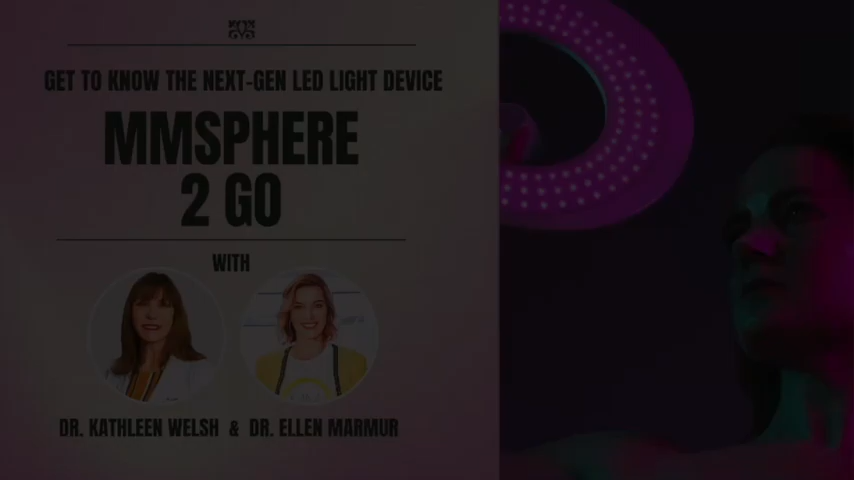 GET TO KNOW THE NEXT-GEN LED LIGHT DEVICE
MMSPHERE
2 GO
WITH
DR. KATHLEEN WELSH & DR. ELLEN MARMUR